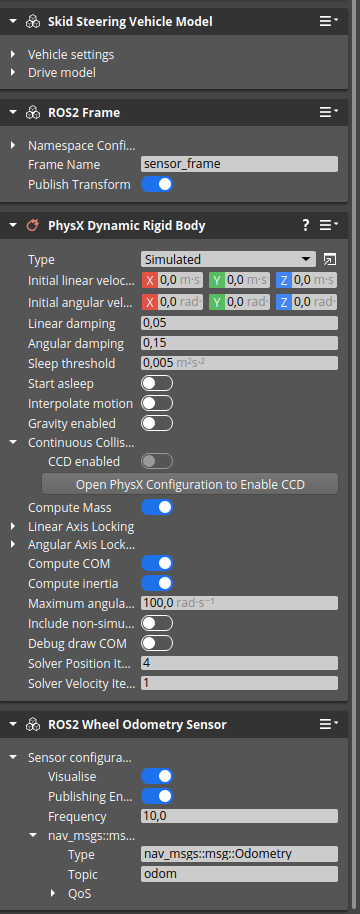 Skid Steering Vehicle Model
Vehicle settings
Drive model
ROS2 Frame
Namespace Confi...
Frame Name sensor_frame
Publish Transform
PhysX Dynamic Rigid Body ?
Type Simulated
Initial linear veloc... X 0,0 m·s Y 0,0 m·s Z 0,0 m·s
Initial angular vel... X 0,0 rad· Y 0,0 rad· Z 0,0 rad·
Linear damping 0,05
Angular damping 0,15
Sleep threshold 0,005 m²s⁻²
Start asleep
Interpolate motion
Gravity enabled
Continuous Collis...
CCD enabled
Open PhysX Configuration to Enable CCD
Compute Mass
Linear Axis Locking
Angular Axis Lock...
Compute COM
Compute inertia
Maximum angula... 100,0 rad·s⁻¹
Include non-simu...
Debug draw COM
Solver Position It... 4
Solver Velocity Ite... 1
ROS2 Wheel Odometry Sensor
Sensor configura...
Visualise
Publishing En...
Frequency 10,0
nav_msgs::ms...
Type nav_msgs::msg::Odometry
Topic odom
QoS